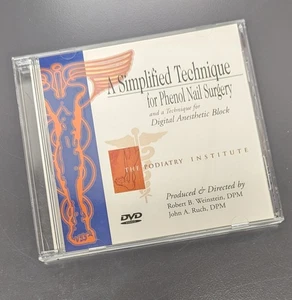 A Simplified Technique
for Phenol Nail Surgery
and a Technique for
Digital Anesthetic Block
THE PODIATRY INSTITUTE
Produced & Directed by
Robert B. Weinstein, DPM
John A. Ruch, DPM
DVD